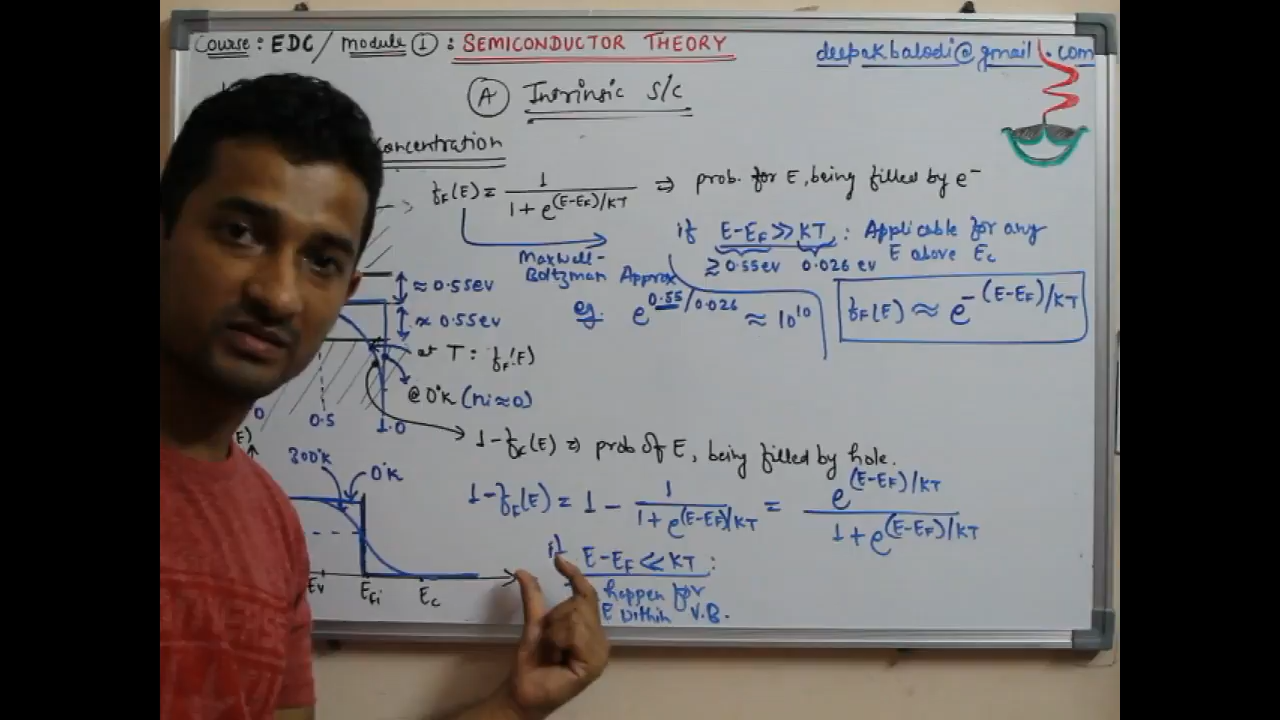 Course: EDC/Module ①: SEMICONDUCTOR THEORY
deepakbalodi@gmail.com
Ⓐ Intrinsic S/C
Concentration
fF(E) = 1 / 1 + e^(E-EF)/KT ⇒ prob. for E, being filled by e⁻
if E-EF >> KT : Applicable for any E above Ec
≥ 0.55ev 0.026 ev
Maxwell-Boltzman Approx
≈ 0.55ev
eg. e^0.55/0.026 ≈ 10^10
fF(E) ≈ e^-(E-EF)/KT
≈ 0.55ev
at T : fF(E)
@ 0°K (ni≈0)
0 0.5 1.0
1-fF(E) ⇒ prob of E, being filled by hole.
(E)
300°K
0°K
1-fF(E) = 1 - 1 / 1 + e^(E-EF)/KT = e^(E-EF)/KT / 1 + e^(E-EF)/KT
if E-EF << KT :
happen for
E within V.B.
Ev EFi Ec